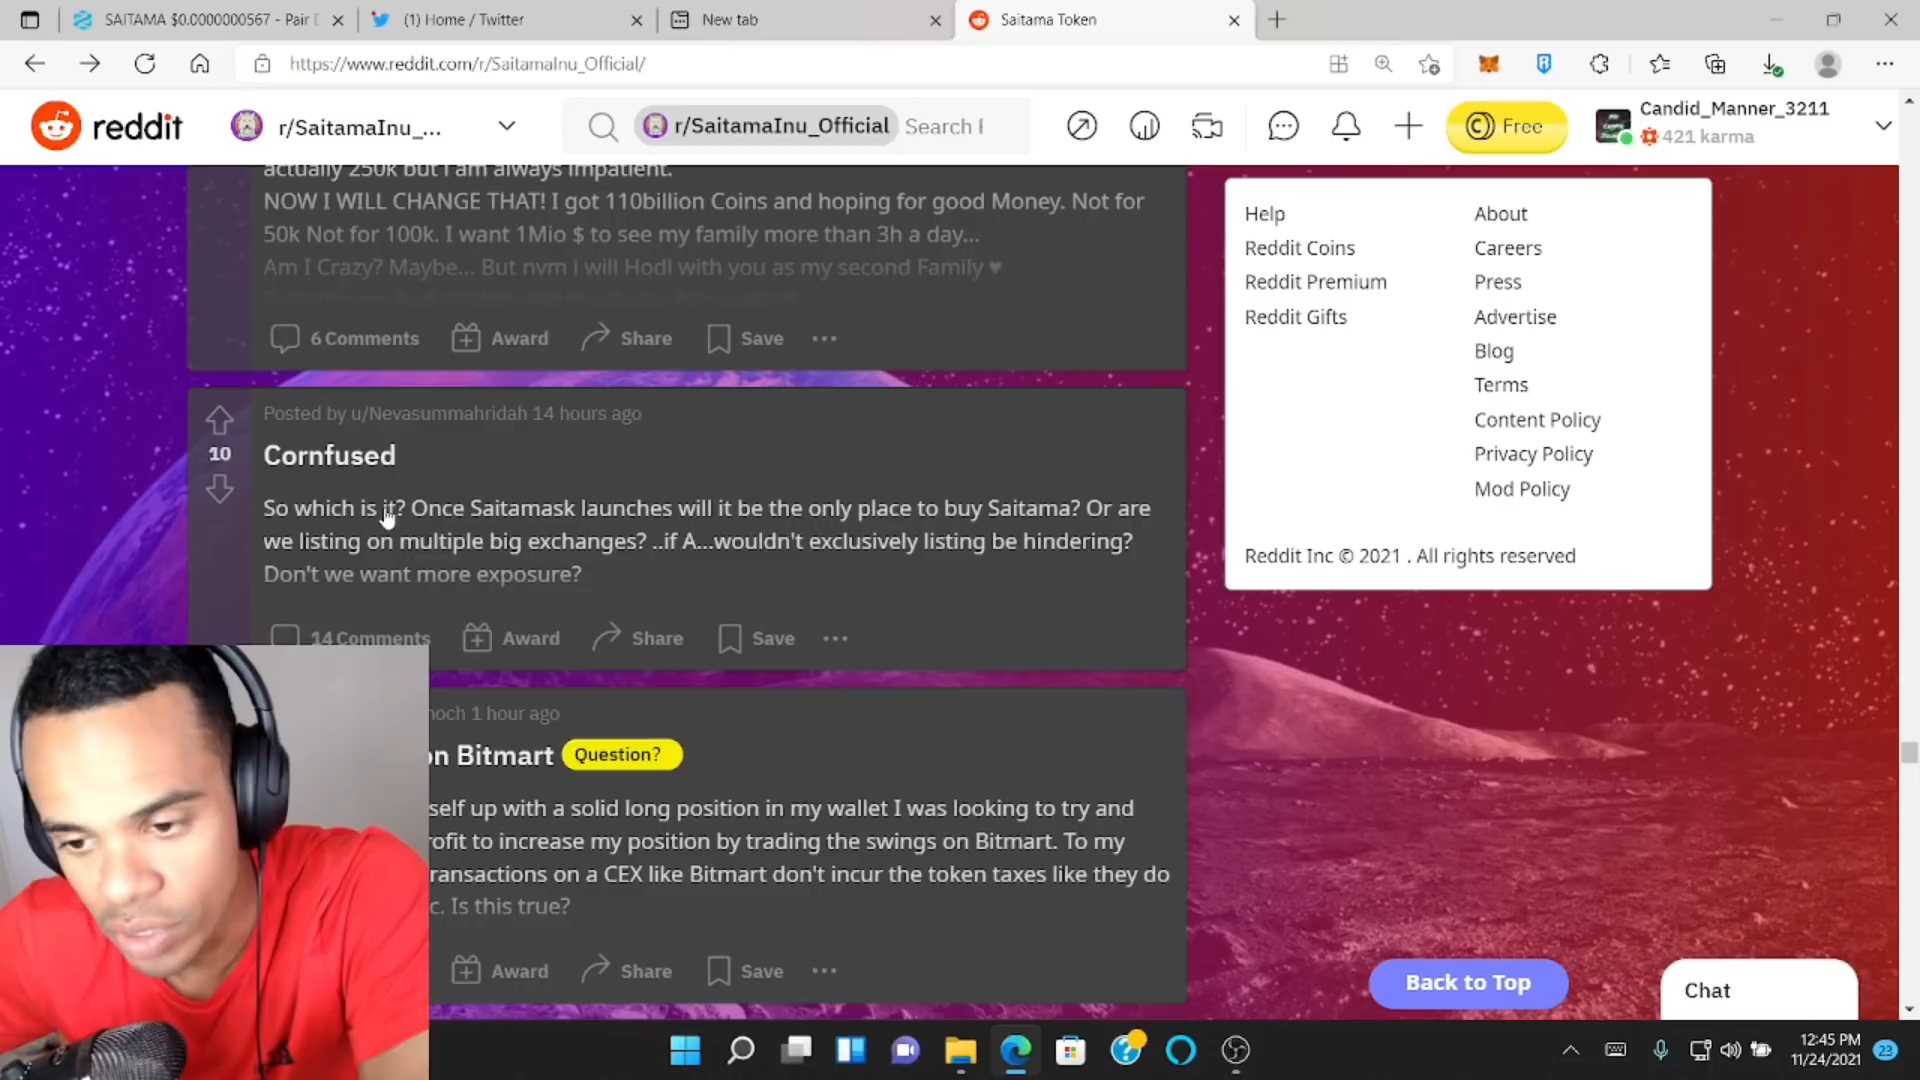 SAITAMA $0.0000000567 - Pair E
(1) Home / Twitter
New tab
Saitama Token
https://www.reddit.com/r/SaitamaInu_Official/
reddit
r/SaitamaInu_...
r/SaitamaInu_Official
Search
Free
Candid_Manner_3211
421 karma
actually 250k but I am always impatient.
NOW I WILL CHANGE THAT! I got 110billion Coins and hoping for good Money. Not for
50k Not for 100k. I want 1Mio $ to see my family more than 3h a day...
Am I Crazy? Maybe... But nvm i will Hodl with you as my second Family ♥
6 Comments Award Share Save ...
Posted by u/Nevasummahridah 14 hours ago
10
Cornfused
So which is it? Once Saitamask launches will it be the only place to buy Saitama? Or are
we listing on multiple big exchanges? ..if A...wouldn't exclusively listing be hindering?
Don't we want more exposure?
14 Comments Award Share Save ...
noch 1 hour ago
on Bitmart Question?
self up with a solid long position in my wallet I was looking to try and
rofit to increase my position by trading the swings on Bitmart. To my
ransactions on a CEX like Bitmart don't incur the token taxes like they do
c. Is this true?
Award Share Save ...
Help
Reddit Coins
Reddit Premium
Reddit Gifts
About
Careers
Press
Advertise
Blog
Terms
Content Policy
Privacy Policy
Mod Policy
Reddit Inc © 2021 . All rights reserved
Back to Top
Chat
12:45 PM
11/24/2021
23